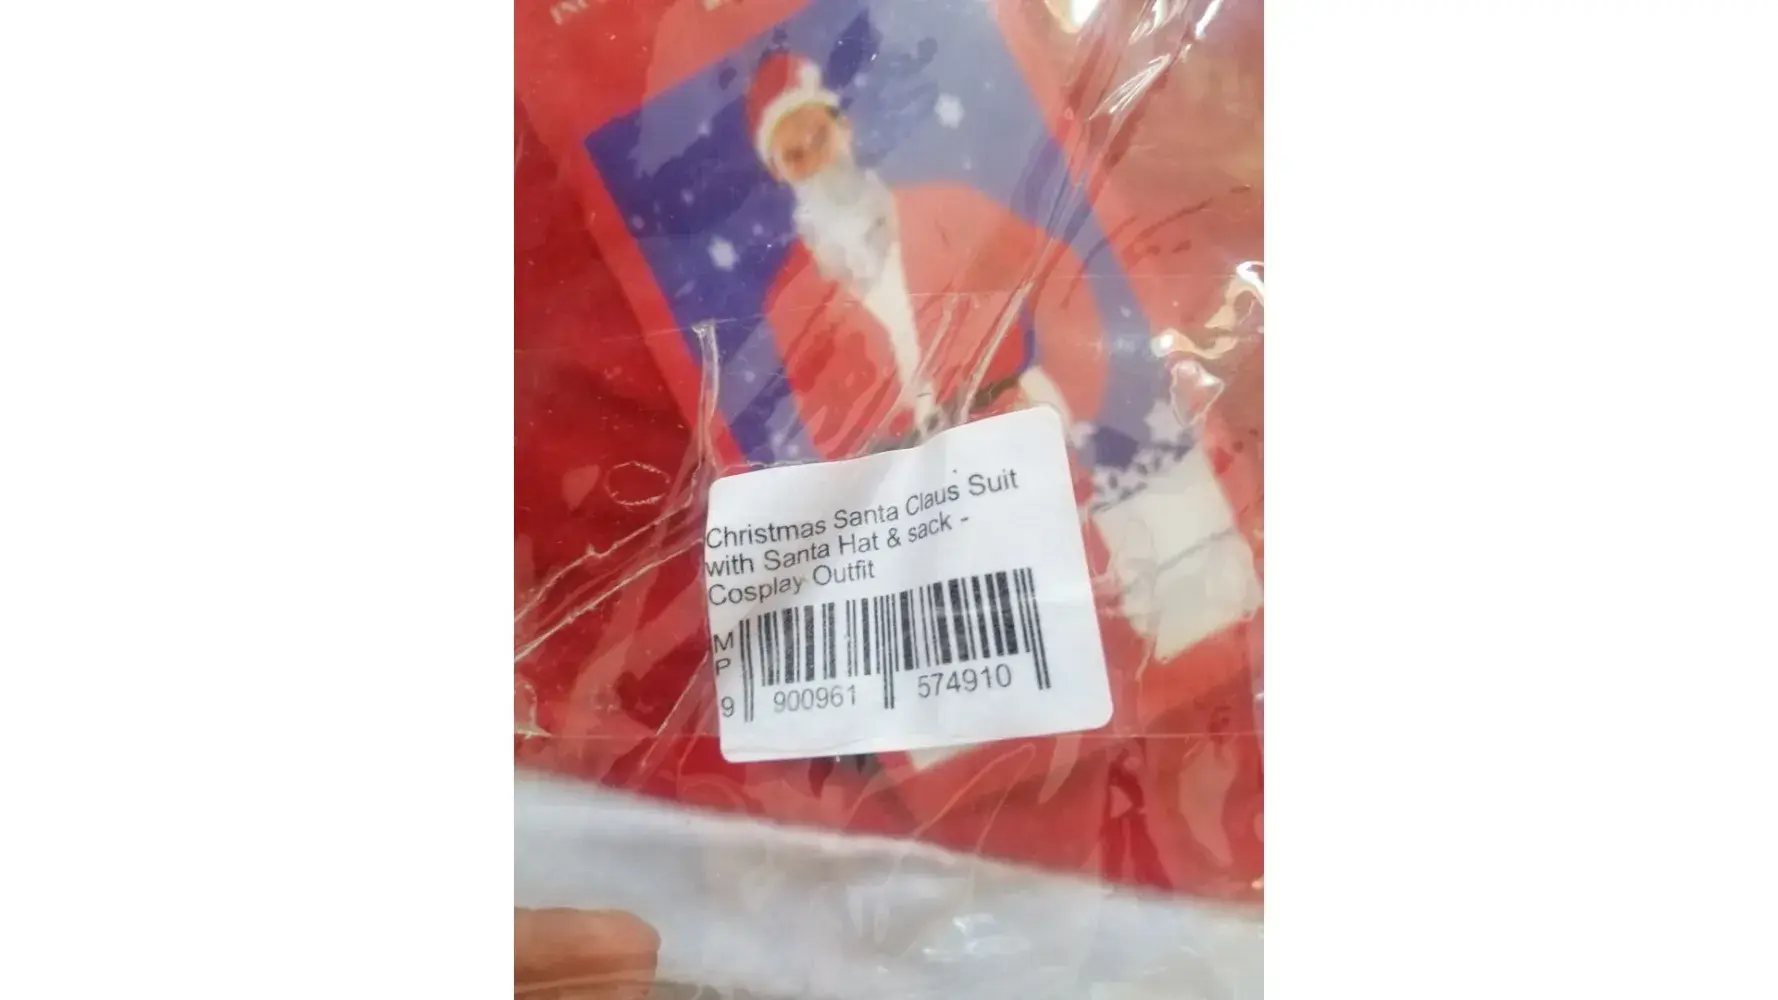 Christmas Santa Claus Suit
with Santa Hat & sack -
Cosplay Outfit
M
P
9 900961 574910